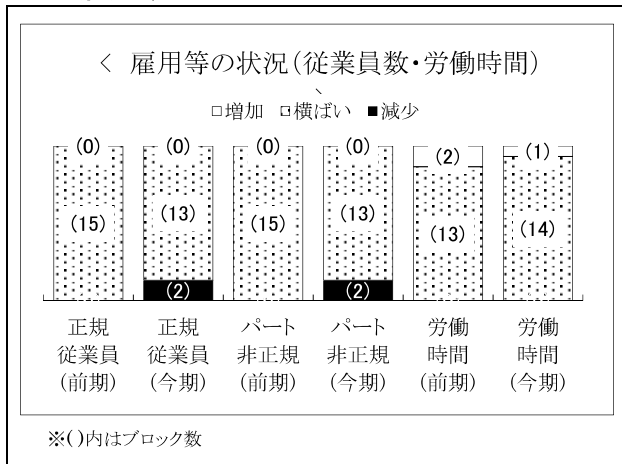 < 雇用等の状況(従業員数・労働時間)
、
□増加 □横ばい ■減少
(0) (0) (0) (0) (2) (1)
(15) (13) (15) (13) (13) (14)
(2) (2)
正規 正規 パート パート 労働 労働
従業員 従業員 非正規 非正規 時間 時間
(前期) (今期) (前期) (今期) (前期) (今期)
※( )内はブロック数